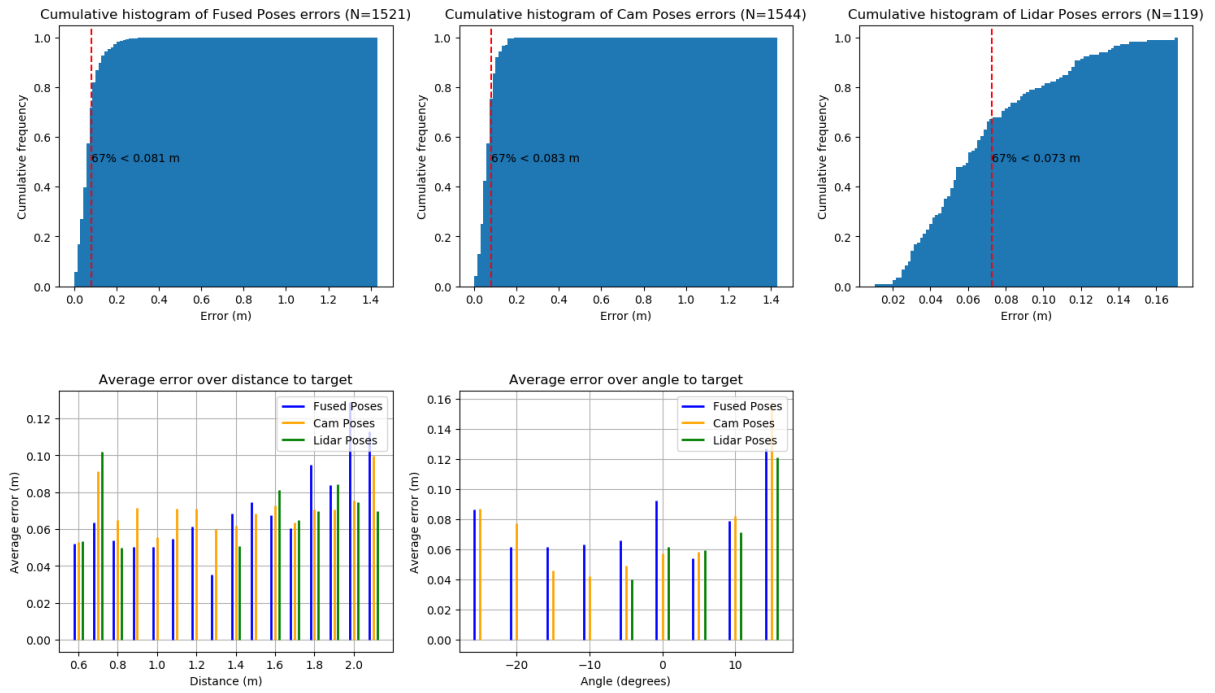 Cumulative histogram of Fused Poses errors (N=1521)
Cumulative frequency
1.0
0.8
0.6
0.4
0.2
0.0
67% < 0.081 m
0.0 0.2 0.4 0.6 0.8 1.0 1.2 1.4
Error (m)
Cumulative histogram of Cam Poses errors (N=1544)
Cumulative frequency
1.0
0.8
0.6
0.4
0.2
0.0
67% < 0.083 m
0.0 0.2 0.4 0.6 0.8 1.0 1.2 1.4
Error (m)
Cumulative histogram of Lidar Poses errors (N=119)
Cumulative frequency
1.0
0.8
0.6
0.4
0.2
0.0
67% < 0.073 m
0.02 0.04 0.06 0.08 0.10 0.12 0.14 0.16
Error (m)
Average error over distance to target
Average error (m)
0.12
0.10
0.08
0.06
0.04
0.02
0.00
Fused Poses
Cam Poses
Lidar Poses
0.6 0.8 1.0 1.2 1.4 1.6 1.8 2.0
Distance (m)
Average error over angle to target
Average error (m)
0.16
0.14
0.12
0.10
0.08
0.06
0.04
0.02
0.00
Fused Poses
Cam Poses
Lidar Poses
−20 −10 0 10
Angle (degrees)